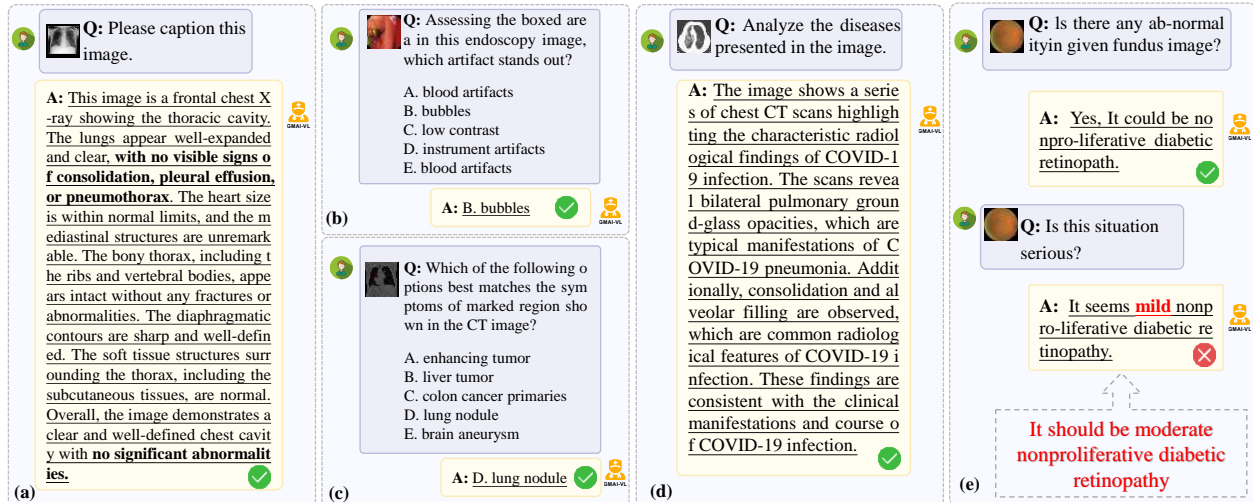 Q: Please caption this
image.
A: This image is a frontal chest X
-ray showing the thoracic cavity.
The lungs appear well-expanded
and clear, with no visible signs o
f consolidation, pleural effusion,
or pneumothorax. The heart size
is within normal limits, and the m
ediastinal structures are unremark
able. The bony thorax, including t
he ribs and vertebral bodies, appe
ars intact without any fractures or
abnormalities. The diaphragmatic
contours are sharp and well-defin
ed. The soft tissue structures surr
ounding the thorax, including the
subcutaneous tissues, are normal.
Overall, the image demonstrates a
clear and well-defined chest cavit
y with no significant abnormalit
ies.
GMAI-VL
(a)
Q: Assessing the boxed are
a in this endoscopy image,
which artifact stands out?
A. blood artifacts
B. bubbles
C. low contrast
D. instrument artifacts
E. blood artifacts
A: B. bubbles
GMAI-VL
(b)
Q: Which of the following o
ptions best matches the sym
ptoms of marked region sho
wn in the CT image?
A. enhancing tumor
B. liver tumor
C. colon cancer primaries
D. lung nodule
E. brain aneurysm
A: D. lung nodule
GMAI-VL
(c)
Q: Analyze the diseases
presented in the image.
A: The image shows a serie
s of chest CT scans highligh
ting the characteristic radiol
ogical findings of COVID-1
9 infection. The scans revea
l bilateral pulmonary groun
d-glass opacities, which are
typical manifestations of C
OVID-19 pneumonia. Addit
ionally, consolidation and al
veolar filling are observed,
which are common radiolog
ical features of COVID-19 i
nfection. These findings are
consistent with the clinical
manifestations and course o
f COVID-19 infection.
GMAI-VL
(d)
Q: Is there any ab-normal
ityin given fundus image?
A: Yes, It could be no
npro-liferative diabetic
retinopath.
GMAI-VL
Q: Is this situation
serious?
A: It seems mild nonp
ro-liferative diabetic re
tinopathy.
GMAI-VL
It should be moderate
nonproliferative diabetic
retinopathy
(e)